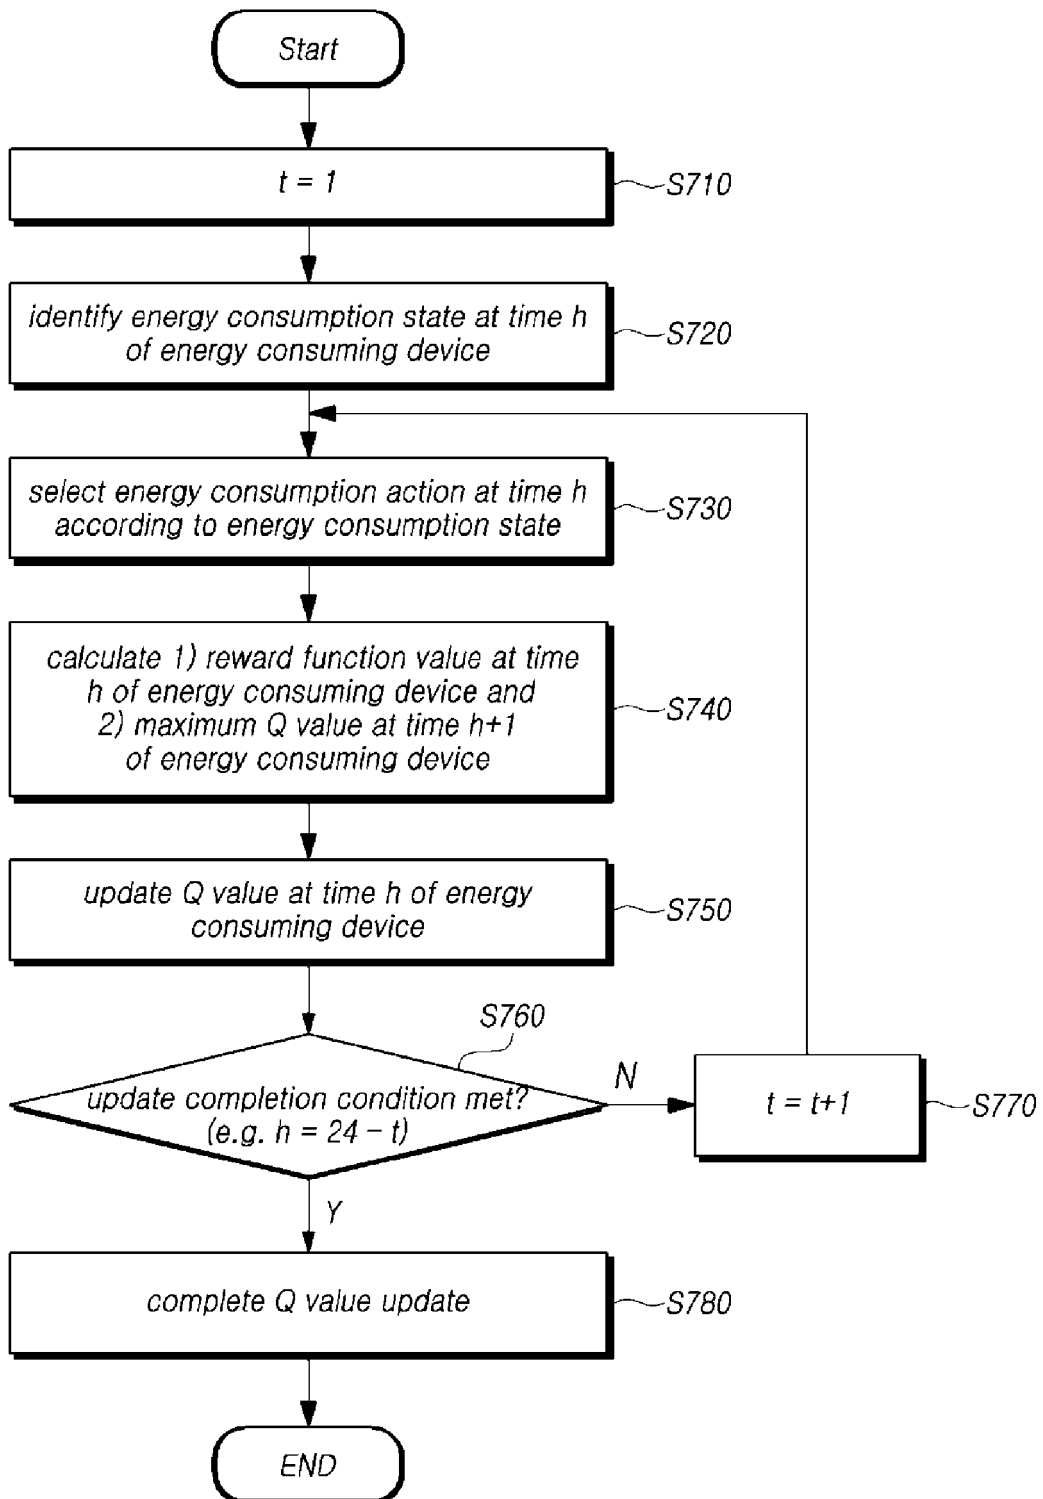 Start
t = 1
S710
identify energy consumption state at time h
of energy consuming device
S720
select energy consumption action at time h
according to energy consumption state
S730
calculate 1) reward function value at time
h of energy consuming device and
2) maximum Q value at time h+1
of energy consuming device
S740
update Q value at time h of energy
consuming device
S750
S760
update completion condition met?
(e.g. h = 24 – t)
N
t = t+1
S770
Y
complete Q value update
S780
END